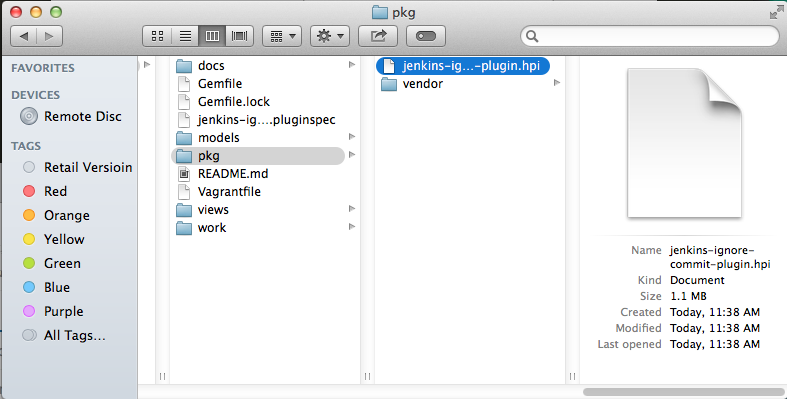 pkg
FAVORITES
DEVICES
Remote Disc
TAGS
Retail Versioin
Red
Orange
Yellow
Green
Blue
Purple
All Tags...
docs
Gemfile
Gemfile.lock
jenkins-ig....pluginspec
models
pkg
README.md
Vagrantfile
views
work
jenkins-ig...-plugin.hpi
vendor
Name jenkins-ignore-
commit-plugin.hpi
Kind Document
Size 1.1 MB
Created Today, 11:38 AM
Modified Today, 11:38 AM
Last opened Today, 11:38 AM